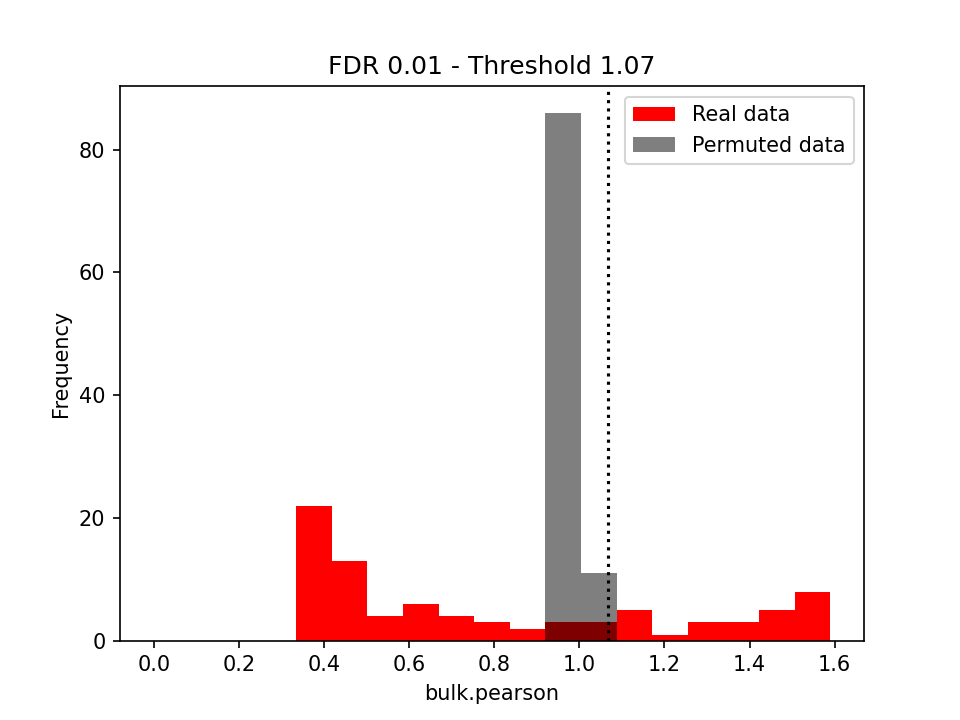 FDR 0.01 - Threshold 1.07
Real data
Permuted data
Frequency
80
60
40
20
0
0.0 0.2 0.4 0.6 0.8 1.0 1.2 1.4 1.6
bulk.pearson